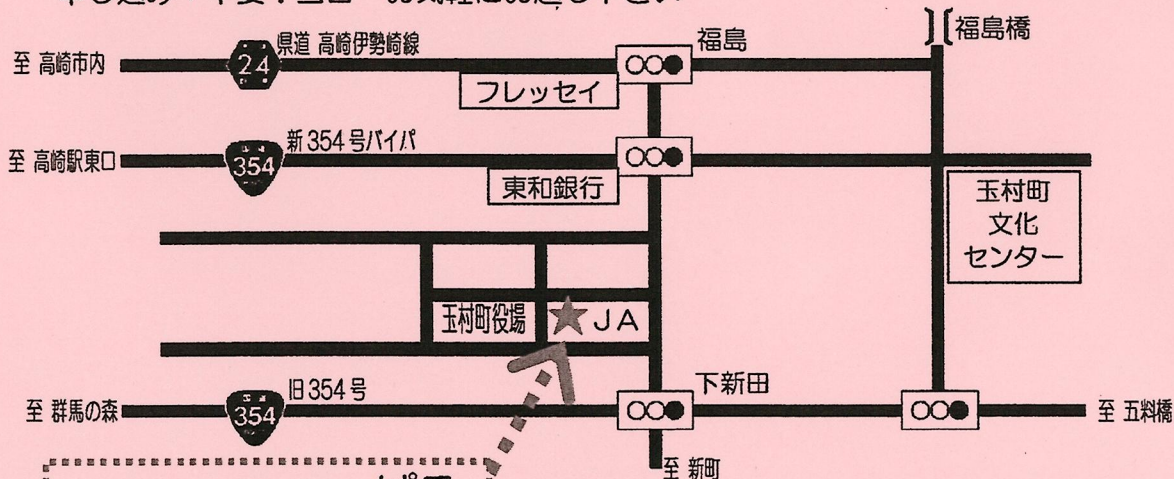 福島
福島橋
県道 高崎伊勢崎線
至 高崎市内
24
フレッセイ
新354号バイパ
至 高崎駅東口
354
東和銀行
玉村町
文化
センター
玉村町役場
★JA
旧354号
下新田
至 群馬の森
354
至 五料橋
至 新町